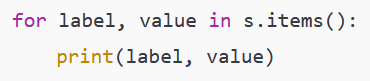 for label, value in s.items():
    print(label, value)